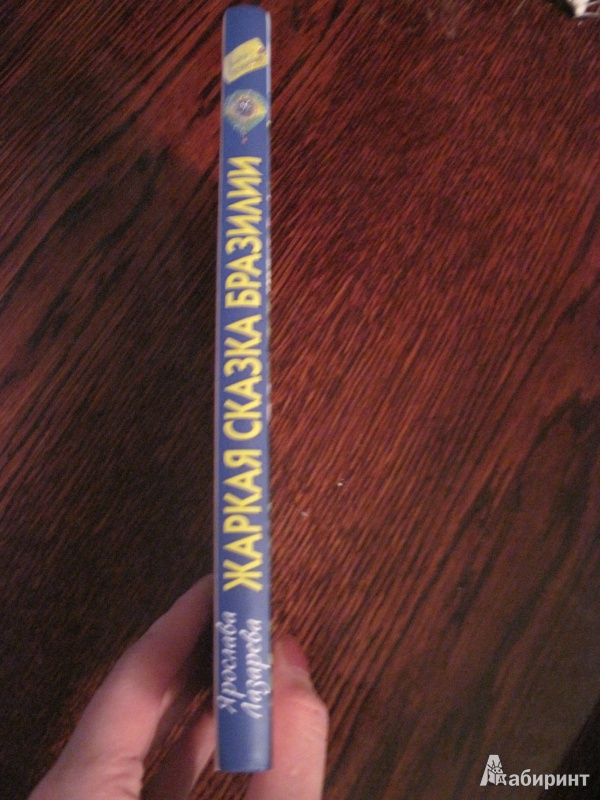 Ярослава
Лазарева
ЖАРКАЯ СКАЗКА БРАЗИЛИИ
Лабиринт